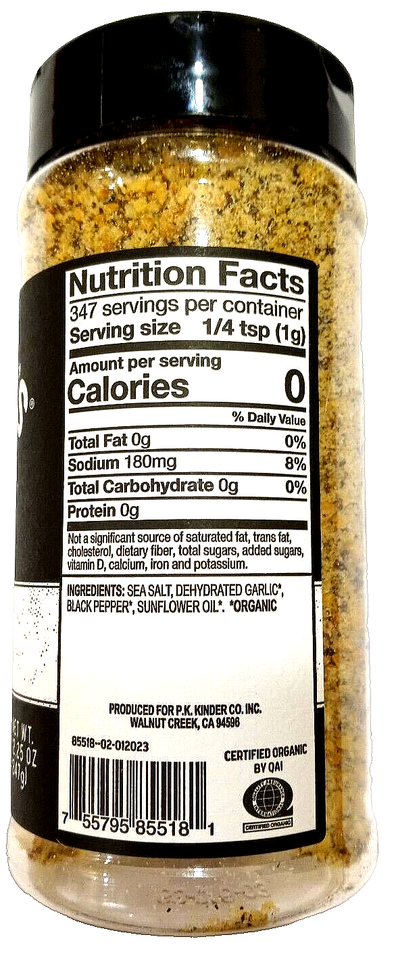 Nutrition Facts
347 servings per container
Serving size 1/4 tsp (1g)
Amount per serving
Calories 0
% Daily Value
Total Fat 0g 0%
Sodium 180mg 8%
Total Carbohydrate 0g 0%
Protein 0g
Not a significant source of saturated fat, trans fat,
cholesterol, dietary fiber, total sugars, added sugars,
vitamin D, calcium, iron and potassium.
INGREDIENTS: SEA SALT, DEHYDRATED GARLIC*,
BLACK PEPPER*, SUNFLOWER OIL*. *ORGANIC
PRODUCED FOR P.K. KINDER CO. INC.
WALNUT CREEK, CA 94596
85518-02-012023
CERTIFIED ORGANIC
BY QAI
CERTIFIED ORGANIC
7 55795 85518 1
WT.
OZ